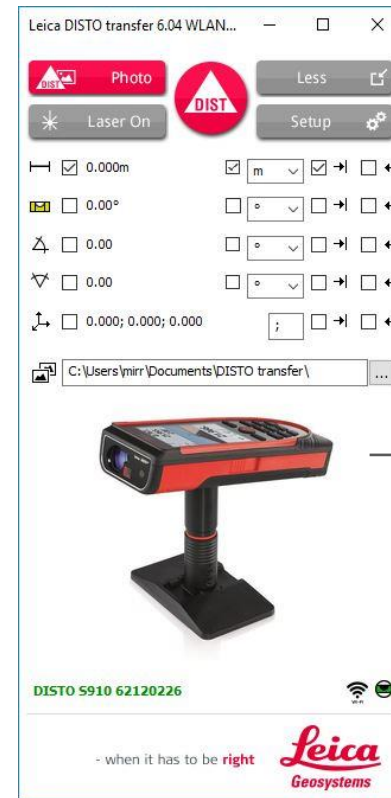 Leica DISTO transfer 6.04 WLAN...
DIST Photo
DIST
Less
Laser On
Setup
0.000m m
0.00° °
0.00 °
0.00 °
0.000; 0.000; 0.000 ;
C:\Users\mirr\Documents\DISTO transfer\ ...
DISTO S910 62120226
- when it has to be right
Leica
Geosystems